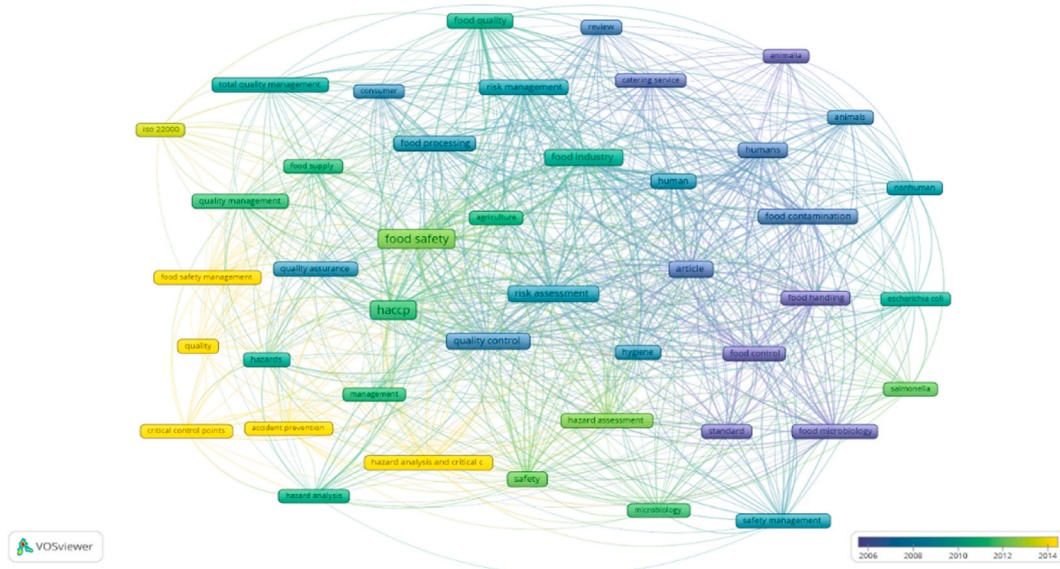 food quality
review
animalia
catering service
total quality management
risk management
consumer
animals
iso 22000
food processing
humans
food industry
food supply
human
nonhuman
quality management
agriculture
food contamination
food safety
quality assurance
article
food safety management
risk assessment
food handling
escherichia coli
haccp
quality control
quality
hygiene
food control
hazards
management
salmonella
hazard assessment
critical control points
accident prevention
standard
food microbiology
hazard analysis and critical c
safety
hazard analysis
microbiology
safety management
VOSviewer
2006 2008 2010 2012 2014